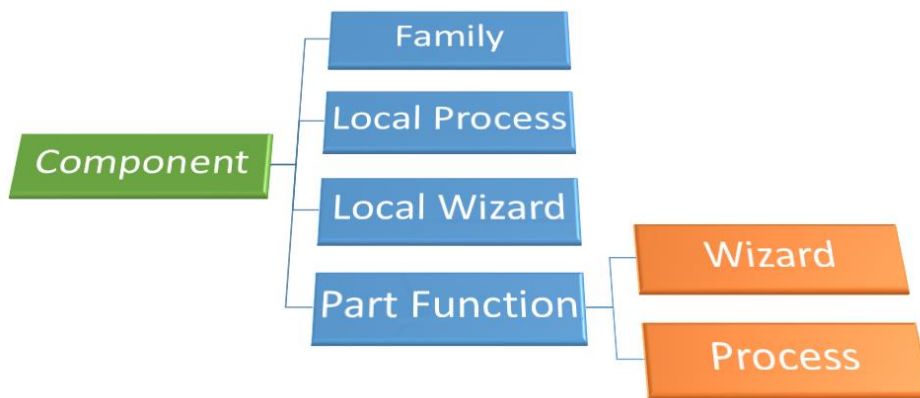 Family
Local Process
Component
Local Wizard
Wizard
Part Function
Process